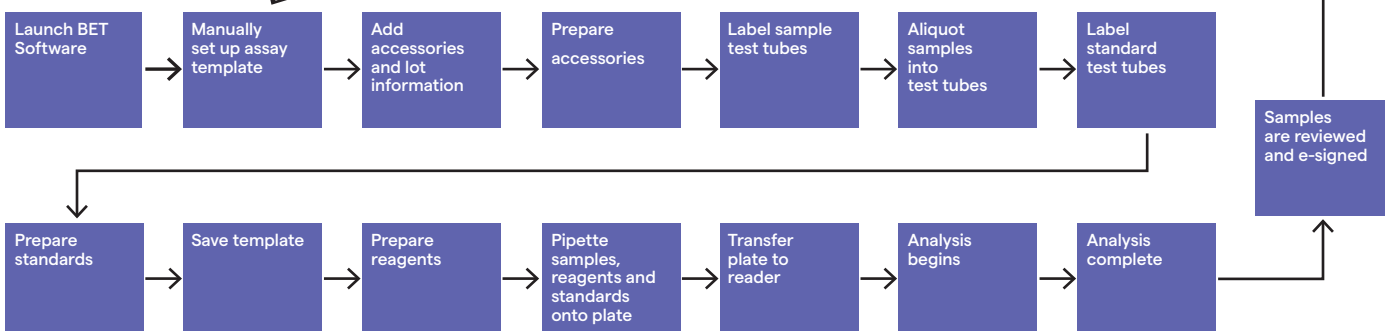 Launch BET
Software
Manually
set up assay
template
Add
accessories
and lot
information
Prepare
accessories
Label sample
test tubes
Aliquot
samples
into
test tubes
Label
standard
test tubes
Samples
are reviewed
and e-signed
Prepare
standards
Save template
Prepare
reagents
Pipette
samples,
reagents and
standards
onto plate
Transfer
plate to
reader
Analysis
begins
Analysis
complete